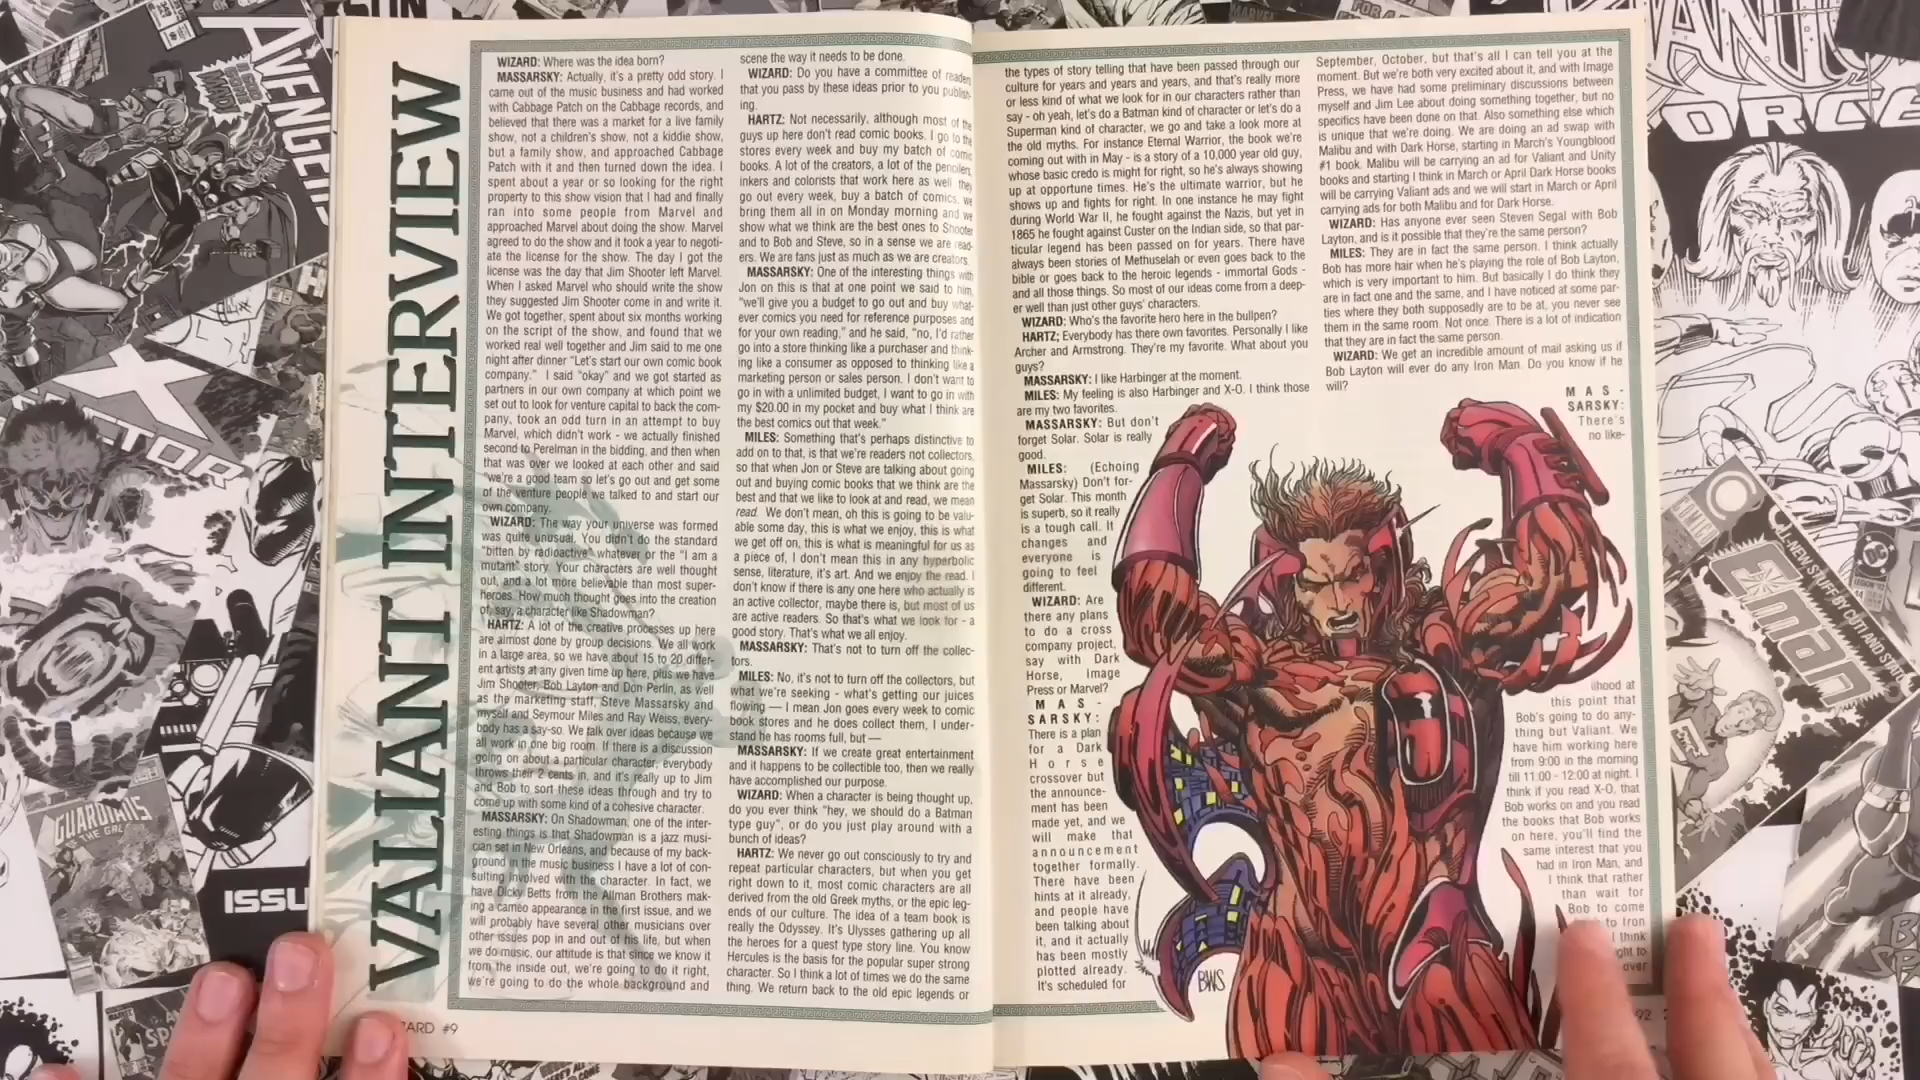 VALIANT INTERVIEW
WIZARD: Where was the idea born?
MASSARSKY: Actually, it's a pretty odd story. I
came out of the music business and had worked
with Cabbage Patch on the Cabbage records, and
believed that there was a market for a live family
show, not a children's show, not a kiddie show,
but a family show, and approached Cabbage
Patch with it and then turned down the idea. I
spent about a year or so looking for the right
property to this show vision that I had and finally
ran into some people from Marvel and
approached Marvel about doing the show. Marvel
agreed to do the show and it took a year to negoti-
ate the license for the show. The day I got the
license was the day that Jim Shooter left Marvel.
When I asked Marvel who should write the show
they suggested Jim Shooter come in and write it.
We got together, spent about six months working
on the script of the show, and found that we
worked real well together and Jim said to me one
night after dinner "Let's start our own comic book
company." I said "okay" and we got started as
partners in our own company at which point we
set out to look for venture capital to back the com-
pany, took an odd turn in an attempt to buy
Marvel, which didn't work - we actually finished
second to Perelman in the bidding, and then when
that was over we looked at each other and said
"we're a good team so let's go out and get some
of the venture people we talked to and start our
own company.
WIZARD: The way your universe was formed
was quite unusual. You didn't do the standard
"bitten by radioactive" whatever or the "I am a
mutant" story. Your characters are well thought
out, and a lot more believable than most super-
heroes. How much thought goes into the creation
of, say, a character like Shadowman?
HARTZ: A lot of the creative processes up here
are almost done by group decisions. We all work
in a large area, so we have about 15 to 20 differ-
ent artists at any given time up here, plus we have
Jim Shooter, Bob Layton and Don Perlin, as well
as the marketing staff, Steve Massarsky and
myself and Seymour Miles and Ray Weiss, every-
body has a say-so. We talk over ideas because we
all work in one big room. If there is a discussion
going on about a particular character, everybody
throws their 2 cents in, and it's really up to Jim
and Bob to sort these ideas through and try to
come up with some kind of a cohesive character.
MASSARSKY: On Shadowman, one of the inter-
esting things is that Shadowman is a jazz musi-
cian set in New Orleans, and because of my back-
ground in the music business I have a lot of con-
sulting involved with the character. In fact, we
have Dicky Betts from the Allman Brothers mak-
ing a cameo appearance in the first issue, and we
will probably have several other musicians over
other issues pop in and out of his life, but when
we do music, our attitude is that since we know it
from the inside out, we're going to do it right,
we're going to do the whole background and
scene the way it needs to be done.
WIZARD: Do you have a committee of readers
that you pass by these ideas prior to you publish-
ing.
HARTZ: Not necessarily, although most of the
guys up here don't read comic books. I go to the
stores every week and buy my batch of comic
books. A lot of the creators, a lot of the pencilers,
inkers and colorists that work here as well they
go out every week, buy a batch of comics, we
bring them all in on Monday morning and we
show what we think are the best ones to Shooter
and to Bob and Steve, so in a sense we are read-
ers. We are fans just as much as we are creators.
MASSARSKY: One of the interesting things with
Jon on this is that at one point we said to him,
"we'll give you a budget to go out and buy what-
ever comics you need for reference purposes and
for your own reading," and he said, "no, I'd rather
go into a store thinking like a purchaser and think-
ing like a consumer as opposed to thinking like a
marketing person or sales person. I don't want to
go in with a unlimited budget, I want to go in with
my $20.00 in my pocket and buy what I think are
the best comics out that week."
MILES: Something that's perhaps distinctive to
add on to that, is that we're readers not collectors,
so that when Jon or Steve are talking about going
out and buying comic books that we think are the
best and that we like to look at and read, we mean
read. We don't mean, oh this is going to be valu-
able some day, this is what we enjoy, this is what
we get off on, this is what is meaningful for us as
a piece of, I don't mean this in any hyperbolic
sense, literature, it's art. And we enjoy the read. I
don't know if there is any one here who actually is
an active collector, maybe there is, but most of us
are active readers. So that's what we look for - a
good story. That's what we all enjoy.
MASSARSKY: That's not to turn off the collec-
tors.
MILES: No, it's not to turn off the collectors, but
what we're seeking - what's getting our juices
flowing — I mean Jon goes every week to comic
book stores and he does collect them, I under-
stand he has rooms full, but —
MASSARSKY: If we create great entertainment
and it happens to be collectible too, then we really
have accomplished our purpose.
WIZARD: When a character is being thought up,
do you ever think "hey, we should do a Batman
type guy", or do you just play around with a
bunch of ideas?
HARTZ: We never go out consciously to try and
repeat particular characters, but when you get
right down to it, most comic characters are all
derived from the old Greek myths, or the epic leg-
ends of our culture. The idea of a team book is
really the Odyssey. It's Ulysses gathering up all
the heroes for a quest type story line. You know
Hercules is the basis for the popular super strong
character. So I think a lot of times we do the same
thing. We return back to the old epic legends or
ZARD #9
the types of story telling that have been passed through our
culture for years and years and years, and that's really more
or less kind of what we look for in our characters rather than
say - oh yeah, let's do a Batman kind of character or let's do a
Superman kind of character, we go and take a look more at
the old myths. For instance Eternal Warrior, the book we're
coming out with in May - is a story of a 10,000 year old guy,
whose basic credo is might for right, so he's always showing
up at opportune times. He's the ultimate warrior, but he
shows up and fights for right. In one instance he may fight
during World War II, he fought against the Nazis, but yet in
1865 he fought against Custer on the Indian side, so that par-
ticular legend has been passed on for years. There have
always been stories of Methuselah or even goes back to the
bible or goes back to the heroic legends - immortal Gods -
and all those things. So most of our ideas come from a deep-
er well than just other guys' characters.
WIZARD: Who's the favorite hero here in the bullpen?
HARTZ; Everybody has there own favorites. Personally I like
Archer and Armstrong. They're my favorite. What about you
guys?
MASSARSKY: I like Harbinger at the moment.
MILES: My feeling is also Harbinger and X-O. I think those
are my two favorites.
MASSARSKY: But don't
forget Solar. Solar is really
good.
MILES: (Echoing
Massarsky) Don't for-
get Solar. This month
is superb, so it really
is a tough call. It
changes and
everyone is
going to feel
different.
WIZARD: Are
there any plans
to do a cross
company project,
say with Dark
Horse, Image
Press or Marvel?
MAS-
SARSKY:
There is a plan
for a Dark
Horse
crossover but
the announce-
ment has been
made yet, and we
will make that
announcement
together formally.
There have been
hints at it already,
and people have
been talking about
it, and it actually
has been mostly
plotted already.
It's scheduled for
September, October, but that's all I can tell you at the
moment. But we're both very excited about it, and with Image
Press, we have had some preliminary discussions between
myself and Jim Lee about doing something together, but no
specifics have been done on that. Also something else which
is unique that we're doing. We are doing an ad swap with
Malibu and with Dark Horse, starting in March's Youngblood
#1 book. Malibu will be carrying an ad for Valiant and Unity
books and starting I think in March or April Dark Horse books
will be carrying Valiant ads and we will start in March or April
carrying ads for both Malibu and for Dark Horse.
WIZARD: Has anyone ever seen Steven Segal with Bob
Layton, and is it possible that they're the same person?
MILES: They are in fact the same person. I think actually
Bob has more hair when he's playing the role of Bob Layton,
which is very important to him. But basically I do think they
are in fact one and the same, and I have noticed at some par-
ties where they both supposedly are to be at, you never see
them in the same room. Not once. There is a lot of indication
that they are in fact the same person.
WIZARD: We get an incredible amount of mail asking us if
Bob Layton will ever do any Iron Man. Do you know if he
will?
MAS-
SARSKY:
There's
no like-
lihood at
this point that
Bob's going to do any-
thing but Valiant. We
have him working here
from 9:00 in the morning
till 11:00 - 12:00 at night. I
think if you read X-O, that
Bob works on and you read
the books that Bob works
on here, you'll find the
same interest that you
had in Iron Man, and
I think that rather
than wait for
Bob to come
to Iron
I think
ght to
over
BWS
92
AVENGERS
X
CTOR
GUARDIANS
OF THE GAL
ISSU
ORCE
ALL-NEW STUFF BY CUTI AND STATON
E-man
DC